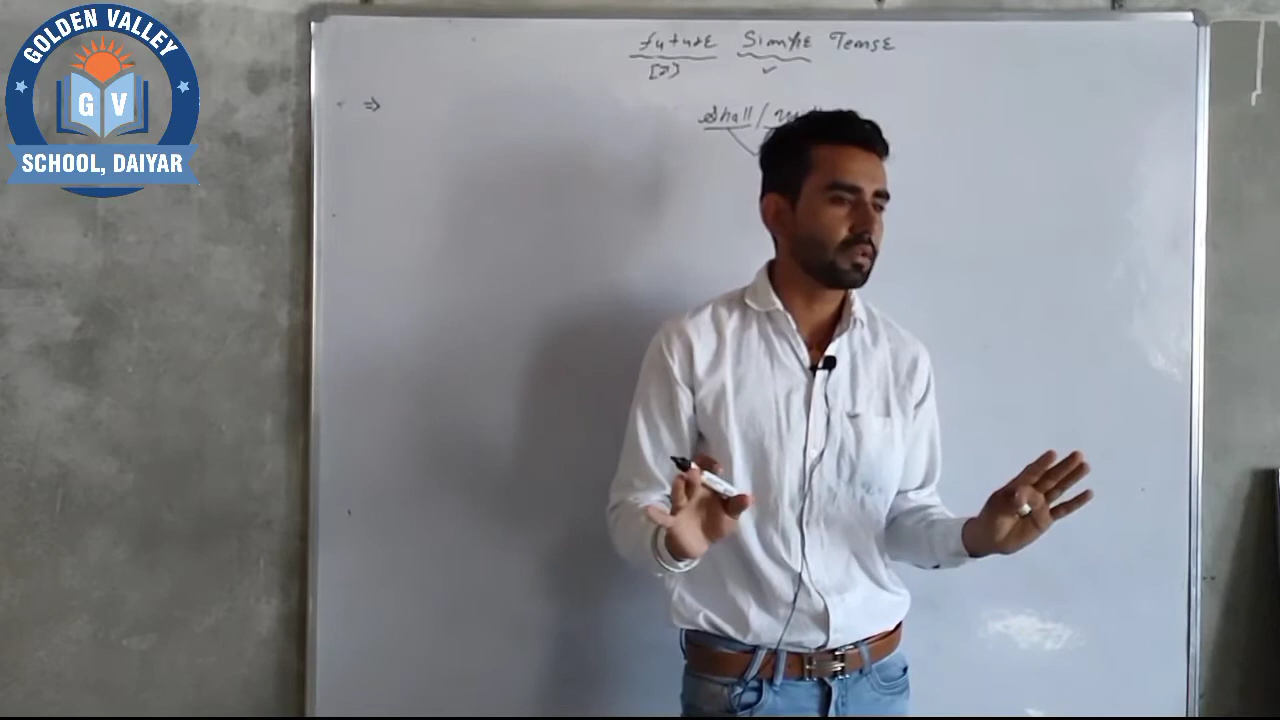 GOLDEN VALLEY
G V
SCHOOL, DAIYAR
Future Simple Tense
⇒ Shall /